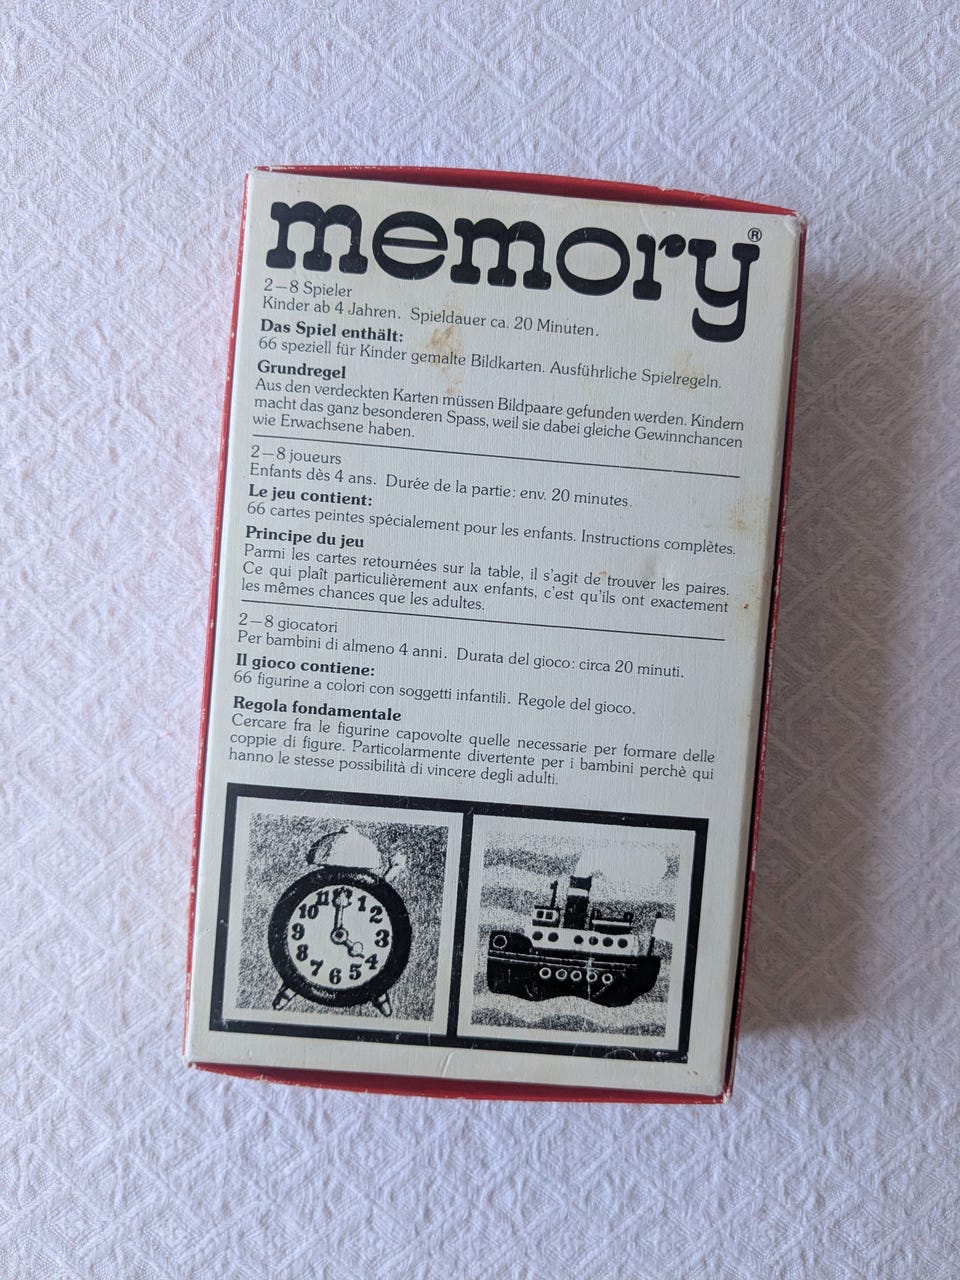 memory®
2–8 Spieler
Kinder ab 4 Jahren. Spieldauer ca. 20 Minuten.
Das Spiel enthält:
66 speziell für Kinder gemalte Bildkarten. Ausführliche Spielregeln.
Grundregel
Aus den verdeckten Karten müssen Bildpaare gefunden werden. Kindern
macht das ganz besonderen Spass, weil sie dabei gleiche Gewinnchancen
wie Erwachsene haben.
2–8 joueurs
Enfants dès 4 ans. Durée de la partie: env. 20 minutes.
Le jeu contient:
66 cartes peintes spécialement pour les enfants. Instructions complètes.
Principe du jeu
Parmi les cartes retournées sur la table, il s'agit de trouver les paires.
Ce qui plaît particulièrement aux enfants, c'est qu'ils ont exactement
les mêmes chances que les adultes.
2–8 giocatori
Per bambini di almeno 4 anni. Durata del gioco: circa 20 minuti.
Il gioco contiene:
66 figurine a colori con soggetti infantili. Regole del gioco.
Regola fondamentale
Cercare fra le figurine capovolte quelle necessarie per formare delle
coppie di figure. Particolarmente divertente per i bambini perchè qui
hanno le stesse possibilità di vincere degli adulti.
11 12 1
10 2
9 3
8 4
7 6 5